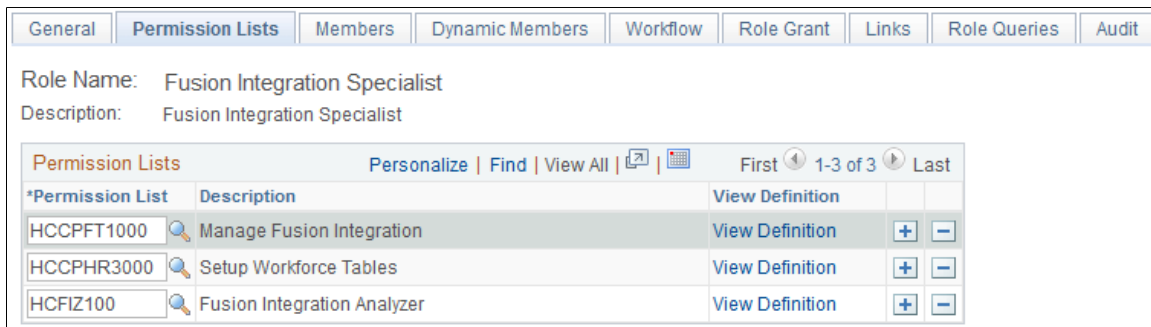 General Permission Lists Members Dynamic Members Workflow Role Grant Links Role Queries Audit
Role Name: Fusion Integration Specialist
Description: Fusion Integration Specialist
Permission Lists Personalize | Find | View All | | First 1-3 of 3 Last
*Permission List Description View Definition
HCCPFT1000 Manage Fusion Integration View Definition + −
HCCPHR3000 Setup Workforce Tables View Definition + −
HCFIZ100 Fusion Integration Analyzer View Definition + −